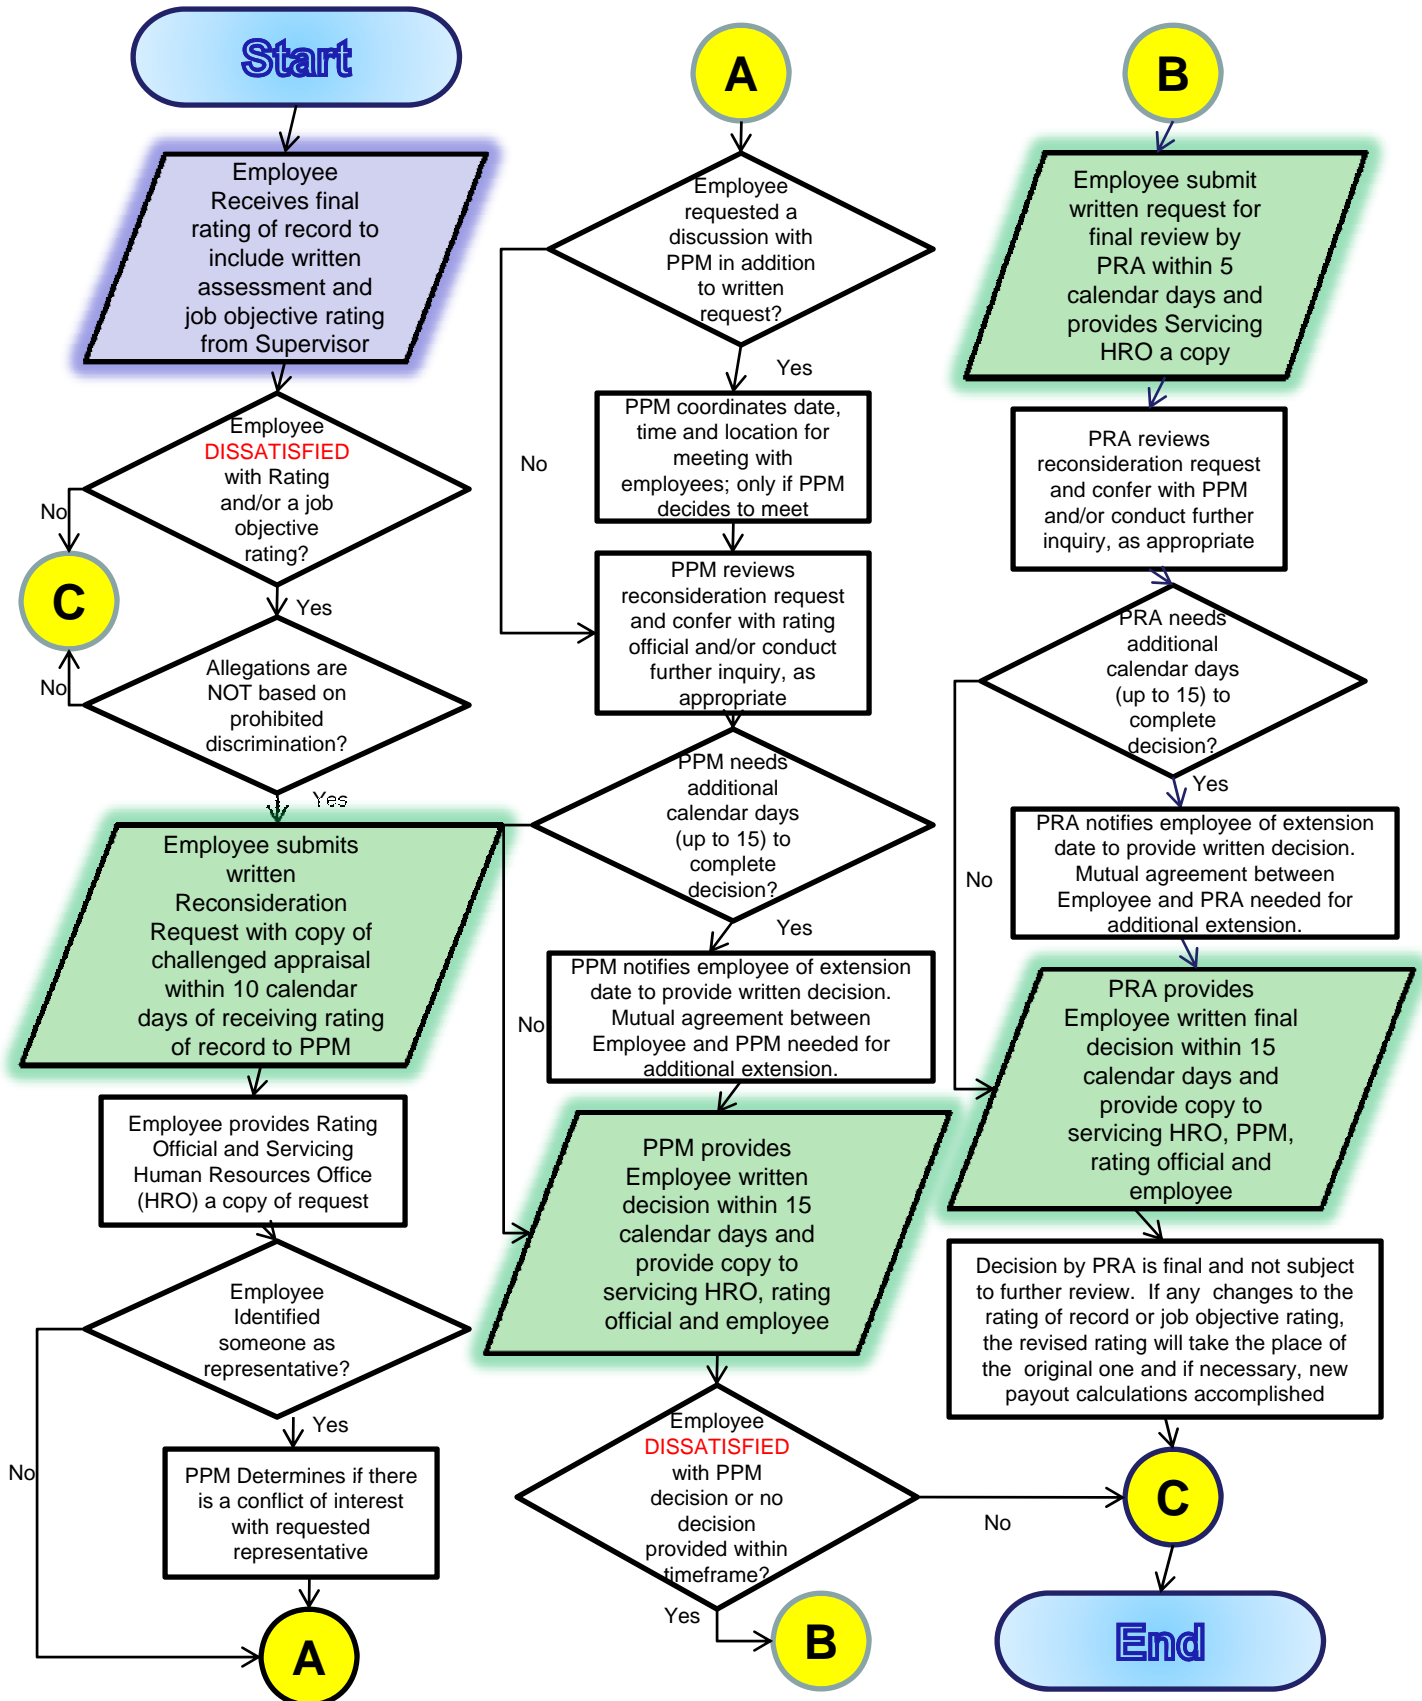 Start
Employee
Receives final
rating of record to
include written
assessment and
job objective rating
from Supervisor
Employee
DISSATISFIED
with Rating
and/or a job
objective
rating?
No
C
Yes
No
Allegations are
NOT based on
prohibited
discrimination?
Yes
Employee submits
written
Reconsideration
Request with copy of
challenged appraisal
within 10 calendar
days of receiving rating
of record to PPM
Employee provides Rating
Official and Servicing
Human Resources Office
(HRO) a copy of request
Employee
Identified
someone as
representative?
Yes
No
PPM Determines if there
is a conflict of interest
with requested
representative
A
A
Employee
requested a
discussion with
PPM in addition
to written
request?
Yes
No
PPM coordinates date,
time and location for
meeting with
employees; only if PPM
decides to meet
PPM reviews
reconsideration request
and confer with rating
official and/or conduct
further inquiry, as
appropriate
PPM needs
additional
calendar days
(up to 15) to
complete
decision?
Yes
No
PPM notifies employee of extension
date to provide written decision.
Mutual agreement between
Employee and PPM needed for
additional extension.
PPM provides
Employee written
decision within 15
calendar days and
provide copy to
servicing HRO, rating
official and employee
Employee
DISSATISFIED
with PPM
decision or no
decision
provided within
timeframe?
No
Yes
B
B
Employee submit
written request for
final review by
PRA within 5
calendar days and
provides Servicing
HRO a copy
PRA reviews
reconsideration request
and confer with PPM
and/or conduct further
inquiry, as appropriate
PRA needs
additional
calendar days
(up to 15) to
complete
decision?
Yes
No
PRA notifies employee of extension
date to provide written decision.
Mutual agreement between
Employee and PRA needed for
additional extension.
PRA provides
Employee written final
decision within 15
calendar days and
provide copy to
servicing HRO, PPM,
rating official and
employee
Decision by PRA is final and not subject
to further review.  If any  changes to the
rating of record or job objective rating,
the revised rating will take the place of
the  original one and if necessary, new
payout calculations accomplished
C
End